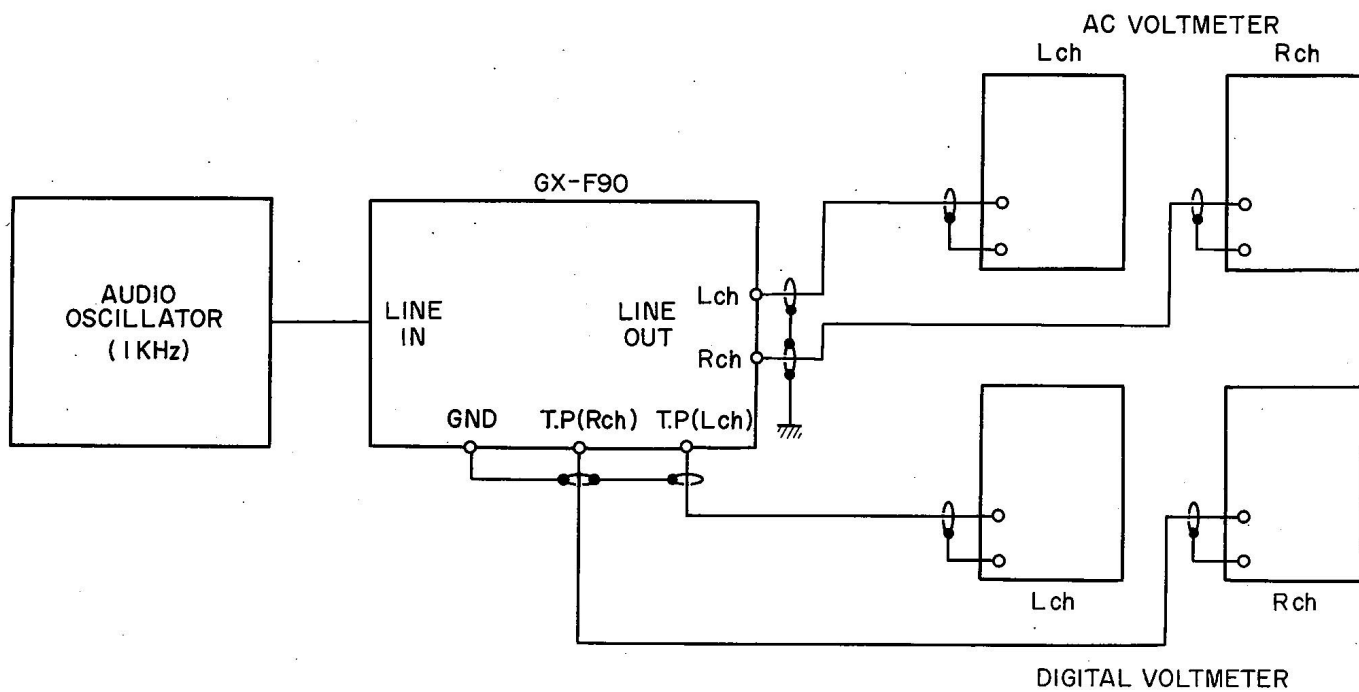 AC VOLTMETER
Lch
Rch
GX-F90
AUDIO
OSCILLATOR
(1KHz)
LINE
IN
LINE
OUT
Lch
Rch
GND
T.P(Rch)
T.P(Lch)
Lch
Rch
DIGITAL VOLTMETER